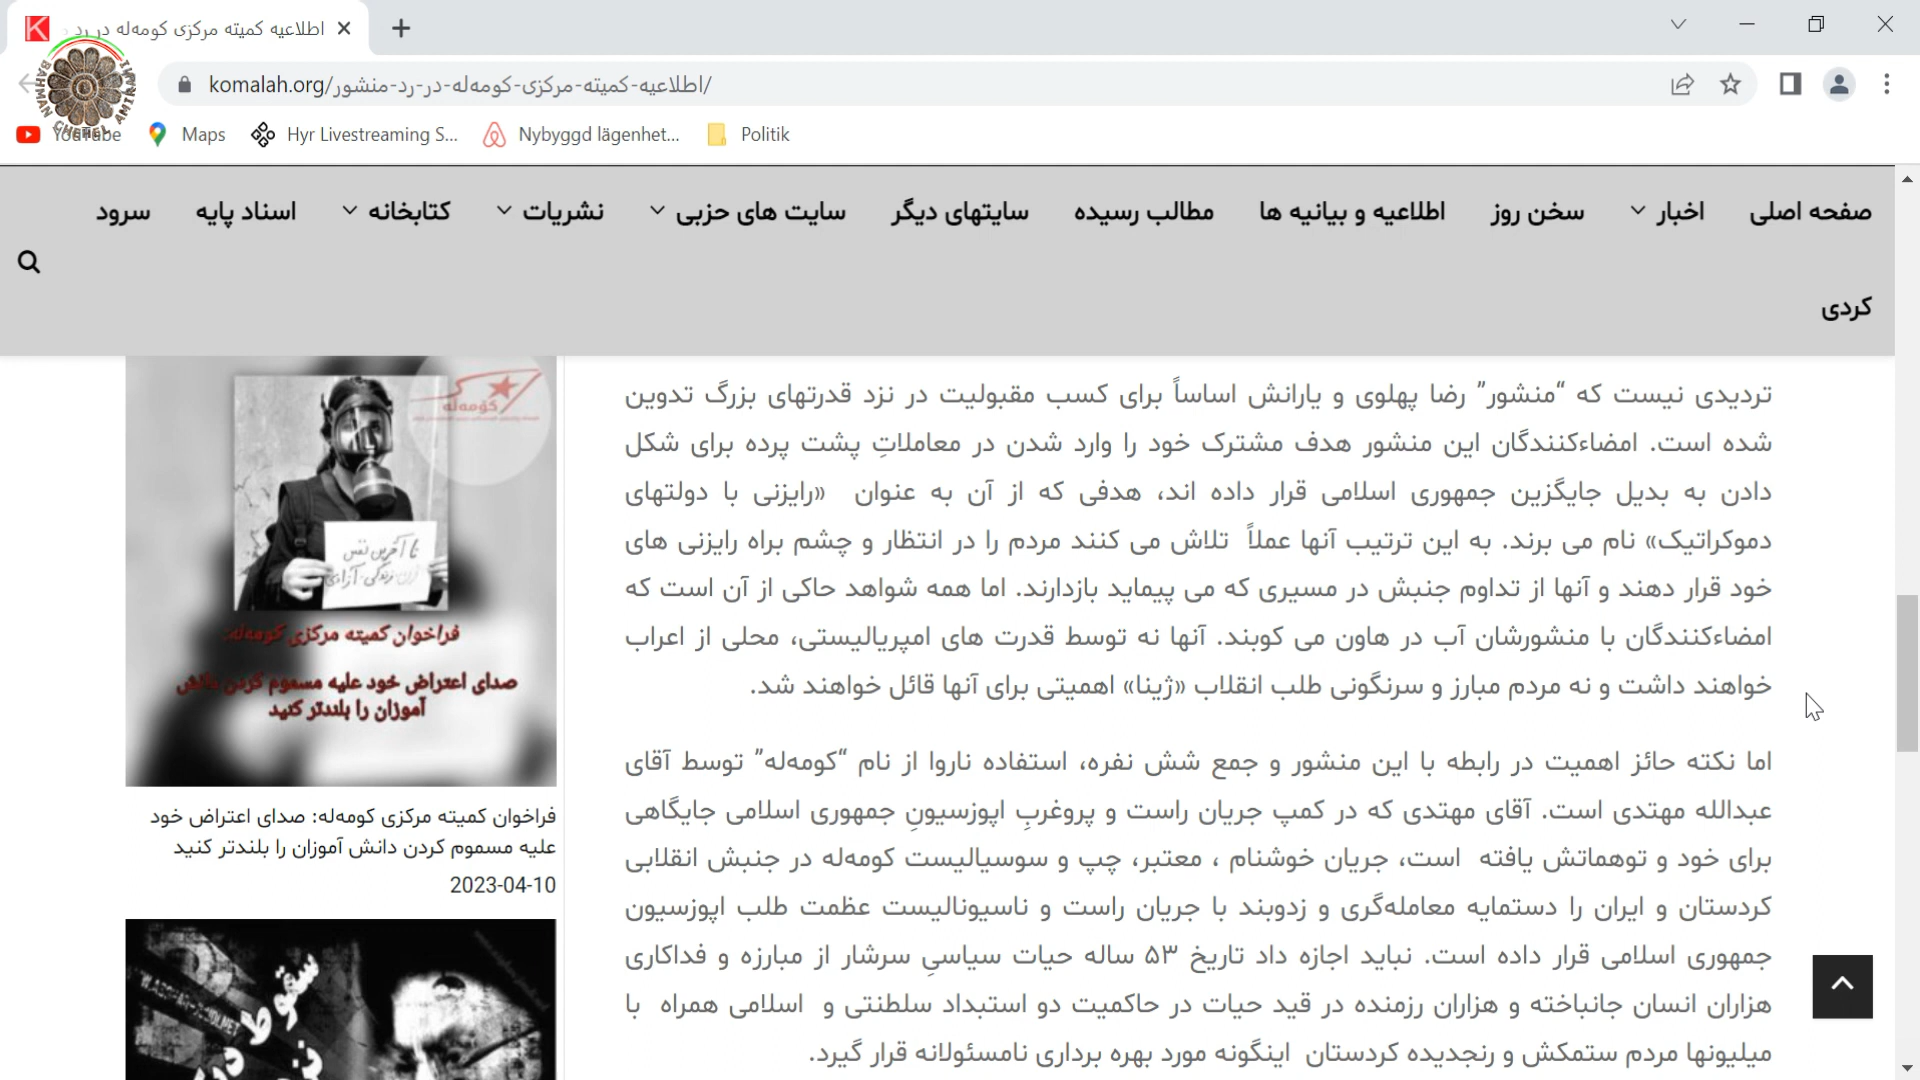 اطلاعیه کمیته مرکزی کومه‌له در رد
BAHMAN CHEHEL AMIRANI
komalah.org/اطلاعیه-کمیته-مرکزی-کومه‌له-در-رد-منشور/
YouTube
Maps
Hyr Livestreaming S...
Nybyggd lägenhet...
Politik
صفحه اصلی
اخبار
سخن روز
اطلاعیه و بیانیه ها
مطالب رسیده
سایتهای دیگر
سایت های حزبی
نشریات
کتابخانه
اسناد پایه
سرود
کردی
تردیدی نیست که “منشور” رضا پهلوی و یارانش اساساً برای کسب مقبولیت در نزد قدرتهای بزرگ تدوین
شده است. امضاءکنندگان این منشور هدف مشترک خود را وارد شدن در معاملاتِ پشت پرده برای شکل
دادن به بدیل جایگزین جمهوری اسلامی قرار داده اند، هدفی که از آن به عنوان «رایزنی با دولتهای
دموکراتیک» نام می برند. به این ترتیب آنها عملاً تلاش می کنند مردم را در انتظار و چشم براه رایزنی های
خود قرار دهند و آنها از تداوم جنبش در مسیری که می پیماید بازدارند. اما همه شواهد حاکی از آن است که
امضاءکنندگان با منشورشان آب در هاون می کوبند. آنها نه توسط قدرت های امپریالیستی، محلی از اعراب
خواهند داشت و نه مردم مبارز و سرنگونی طلب انقلاب «ژینا» اهمیتی برای آنها قائل خواهند شد.
اما نکته حائز اهمیت در رابطه با این منشور و جمع شش نفره، استفاده ناروا از نام “کومه‌له” توسط آقای
عبدالله مهتدی است. آقای مهتدی که در کمپ جریان راست و پروغربِ اپوزسیونِ جمهوری اسلامی جایگاهی
برای خود و توهماتش یافته است، جریان خوشنام ، معتبر، چپ و سوسیالیست کومه‌له در جنبش انقلابی
کردستان و ایران را دستمایه معامله‌گری و زدوبند با جریان راست و ناسیونالیست عظمت طلب اپوزسیون
جمهوری اسلامی قرار داده است. نباید اجازه داد تاریخ ۵۳ ساله حیات سیاسیِ سرشار از مبارزه و فداکاری
هزاران انسان جانباخته و هزاران رزمنده در قید حیات در حاکمیت دو استبداد سلطنتی و اسلامی همراه با
میلیونها مردم ستمکش و رنجدیده کردستان اینگونه مورد بهره برداری نامسئولانه قرار گیرد.
کۆمەڵە
تا آخرین نفس
زن-زندگی-آزادی
فراخوان کمیته مرکزی کومه‌له:
صدای اعتراض خود علیه مسموم کردن دانش
آموزان را بلندتر کنید
فراخوان کمیته مرکزی کومه‌له: صدای اعتراض خود
علیه مسموم کردن دانش آموزان را بلندتر کنید
2023-04-10
سقوط در